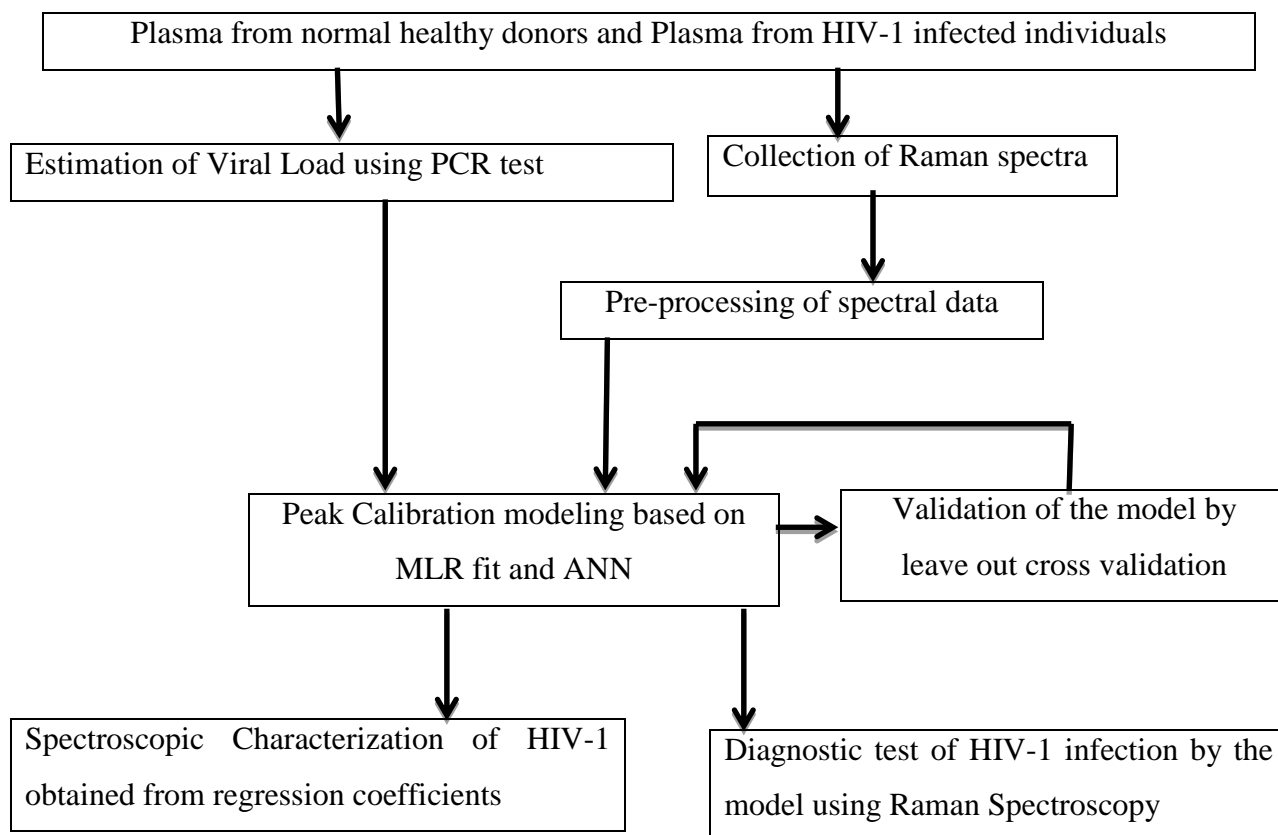 Plasma from normal healthy donors and Plasma from HIV-1 infected individuals
Estimation of Viral Load using PCR test
Collection of Raman spectra
Pre-processing of spectral data
Peak Calibration modeling based on
MLR fit and ANN
Validation of the model by
leave out cross validation
Spectroscopic Characterization of HIV-1
obtained from regression coefficients
Diagnostic test of HIV-1 infection by the
model using Raman Spectroscopy